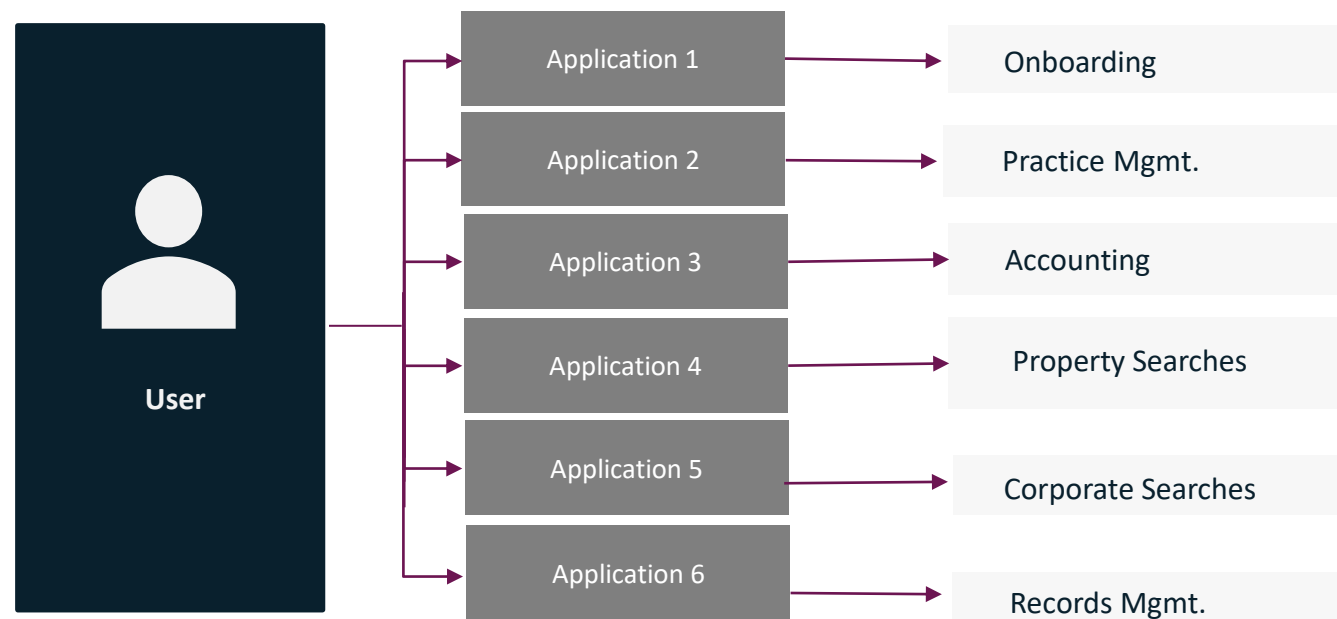 User
Application 1
Onboarding
Application 2
Practice Mgmt.
Application 3
Accounting
Application 4
Property Searches
Application 5
Corporate Searches
Application 6
Records Mgmt.